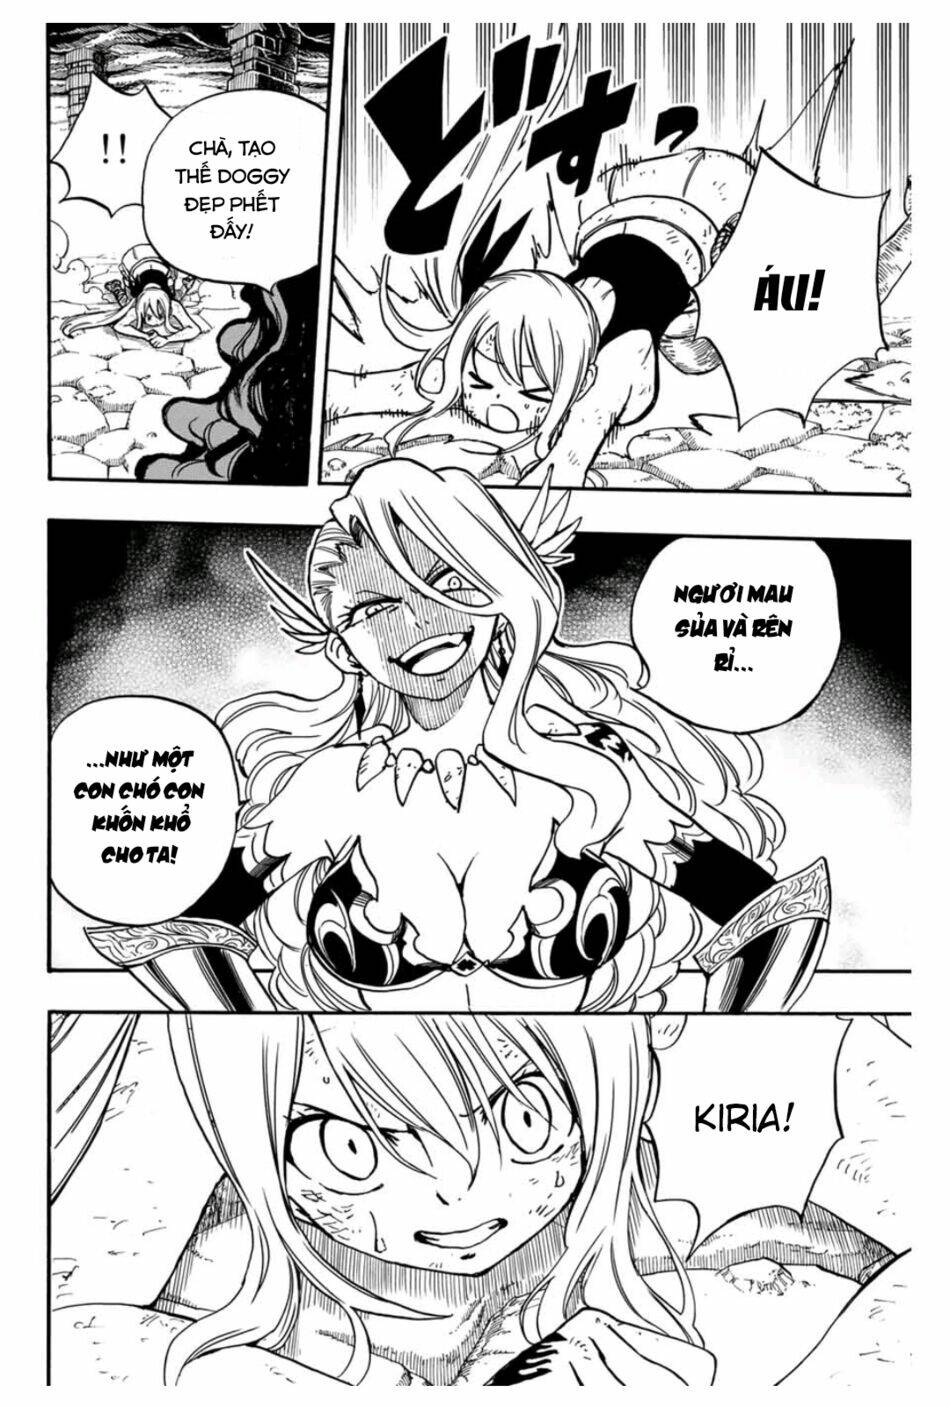 どすっ
ÁU!
CHÀ, TẠO
THẾ DOGGY
ĐẸP PHẾT
ĐẤY!
!!
NGƯƠI MAU
SỦA VÀ RÊN
RỈ...
...NHƯ MỘT
CON CHÓ CON
KHỐN KHỔ
CHO TA!
KIRIA!